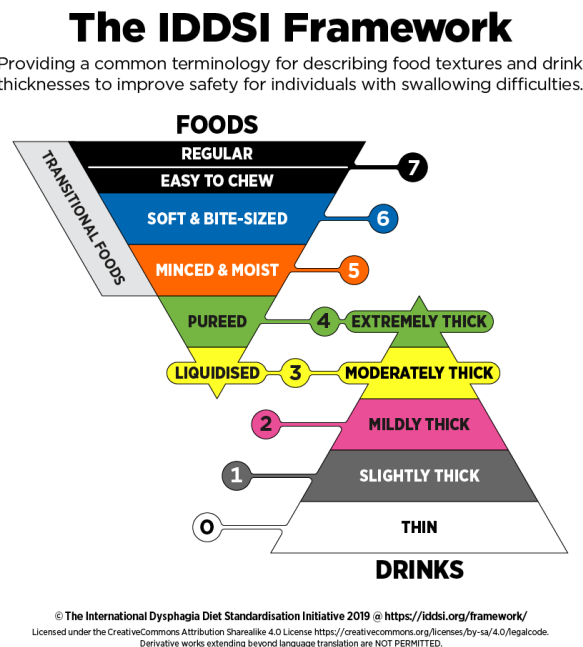 The IDDSI Framework
Providing a common terminology for describing food textures and drink
thicknesses to improve safety for individuals with swallowing difficulties.
FOODS
TRANSITIONAL FOODS
REGULAR
7
EASY TO CHEW
SOFT & BITE-SIZED
6
MINCED & MOIST
5
PUREED
4
EXTREMELY THICK
LIQUIDISED
3
MODERATELY THICK
2
MILDLY THICK
1
SLIGHTLY THICK
0
THIN
DRINKS
© The International Dysphagia Diet Standardisation Initiative 2019 @ https://iddsi.org/framework/
Licensed under the CreativeCommons Attribution Sharealike 4.0 License https://creativecommons.org/licenses/by-sa/4.0/legalcode.
Derivative works extending beyond language translation are NOT PERMITTED.